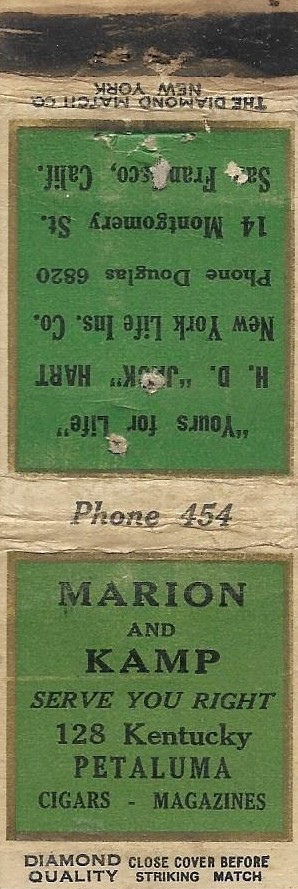 THE DIAMOND MATCH CO.
NEW YORK
"Yours for Life"
H. D. "JACK" HART
New York Life Ins. Co.
Phone Douglas 6820
14 Montgomery St.
San Francisco, Calif.
Phone 454
MARION
AND
KAMP
SERVE YOU RIGHT
128 Kentucky
PETALUMA
CIGARS - MAGAZINES
DIAMOND QUALITY
CLOSE COVER BEFORE STRIKING MATCH